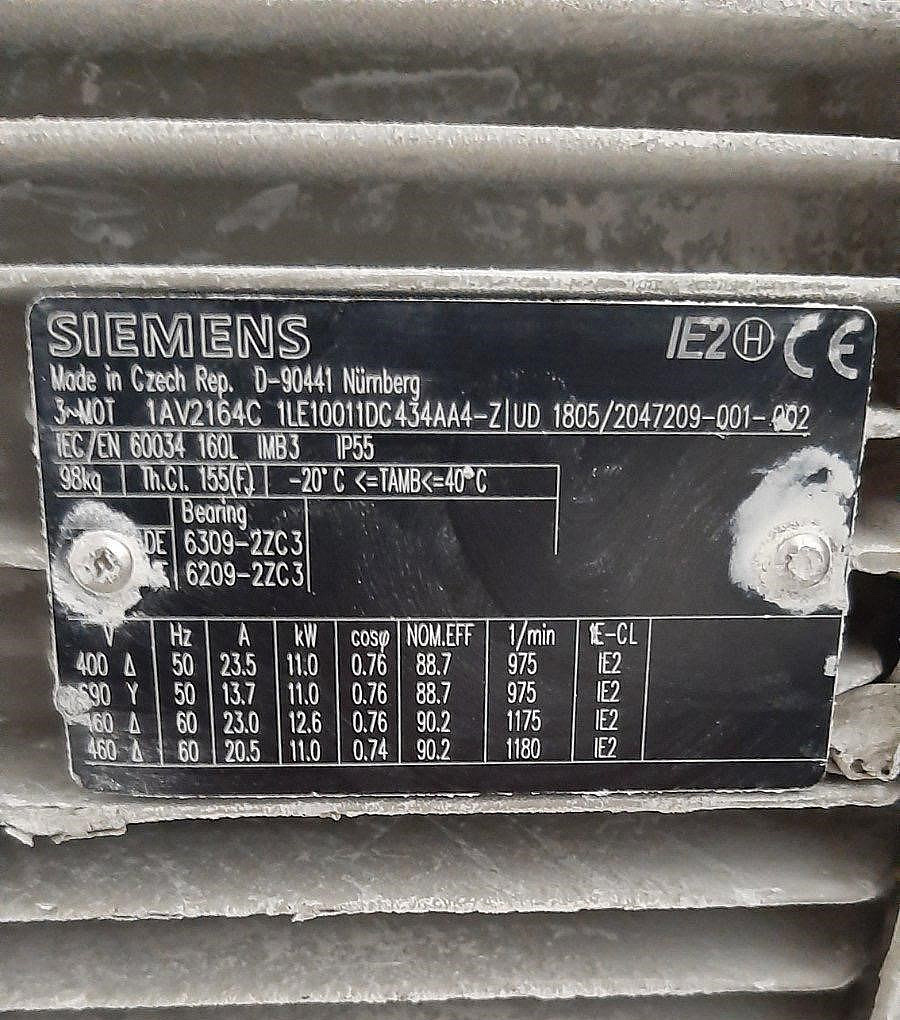 SIEMENS IE2 H CE
Made in Czech Rep. D-90441 Nürnberg
3~MOT 1AV2164C 1LE10011DC434AA4-Z UD 1805/2047209-001-002
IEC/EN 60034 160L IMB3 IP55
98kg Th.Cl. 155(F) -20°C <=TAMB<=40°C
Bearing
DE 6309-2ZC3
6209-2ZC3
V Hz A kW cosφ NOM.EFF 1/min IE-CL
400 Δ 50 23.5 11.0 0.76 88.7 975 IE2
690 Y 50 13.7 11.0 0.76 88.7 975 IE2
460 Δ 60 23.0 12.6 0.76 90.2 1175 IE2
460 Δ 60 20.5 11.0 0.74 90.2 1180 IE2